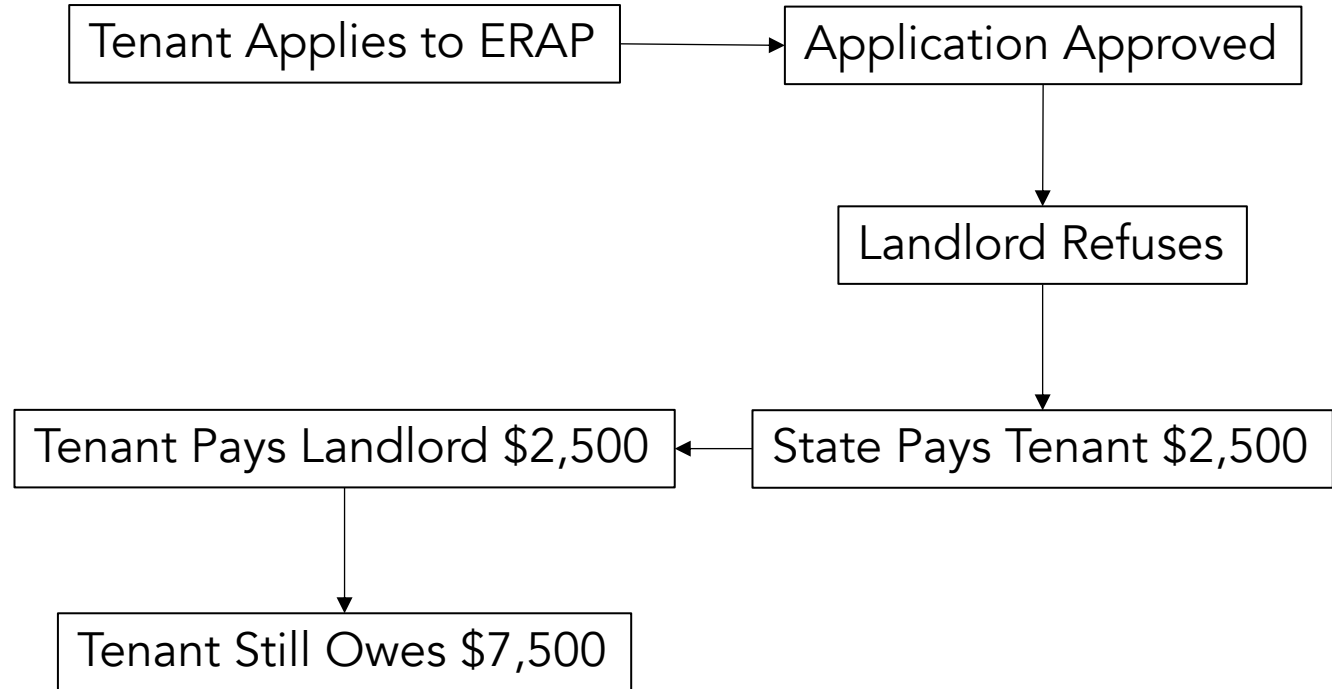 Tenant Applies to ERAP
Application Approved
Landlord Refuses
State Pays Tenant $2,500
Tenant Pays Landlord $2,500
Tenant Still Owes $7,500